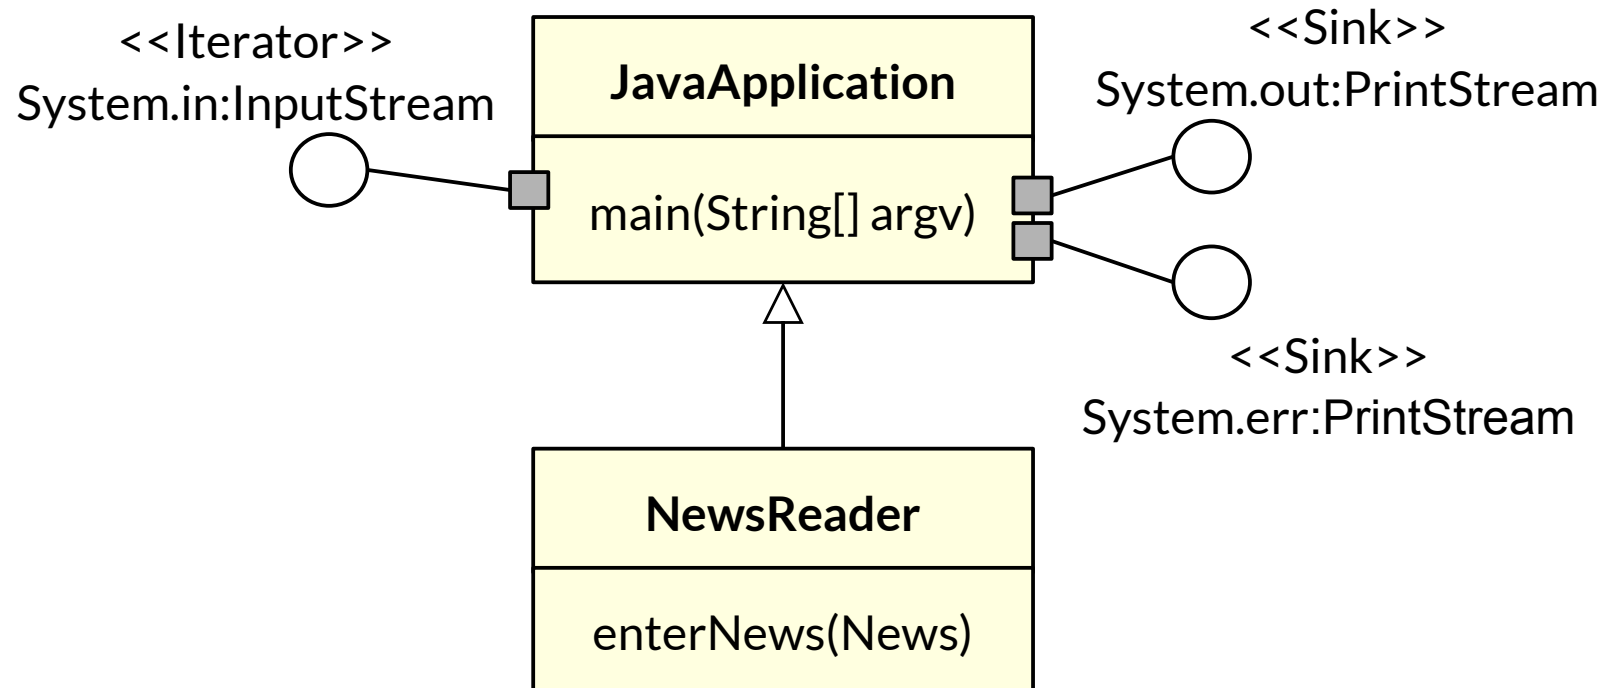 <<Iterator>>
System.in:InputStream
JavaApplication
main(String[] argv)
<<Sink>>
System.out:PrintStream
<<Sink>>
System.err:PrintStream
NewsReader
enterNews(News)